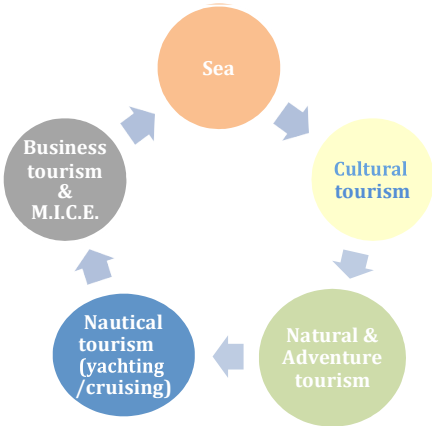 Sea
Cultural
tourism
Natural &
Adventure
tourism
Nautical
tourism
(yachting
/cruising)
Business
tourism
&
M.I.C.E.